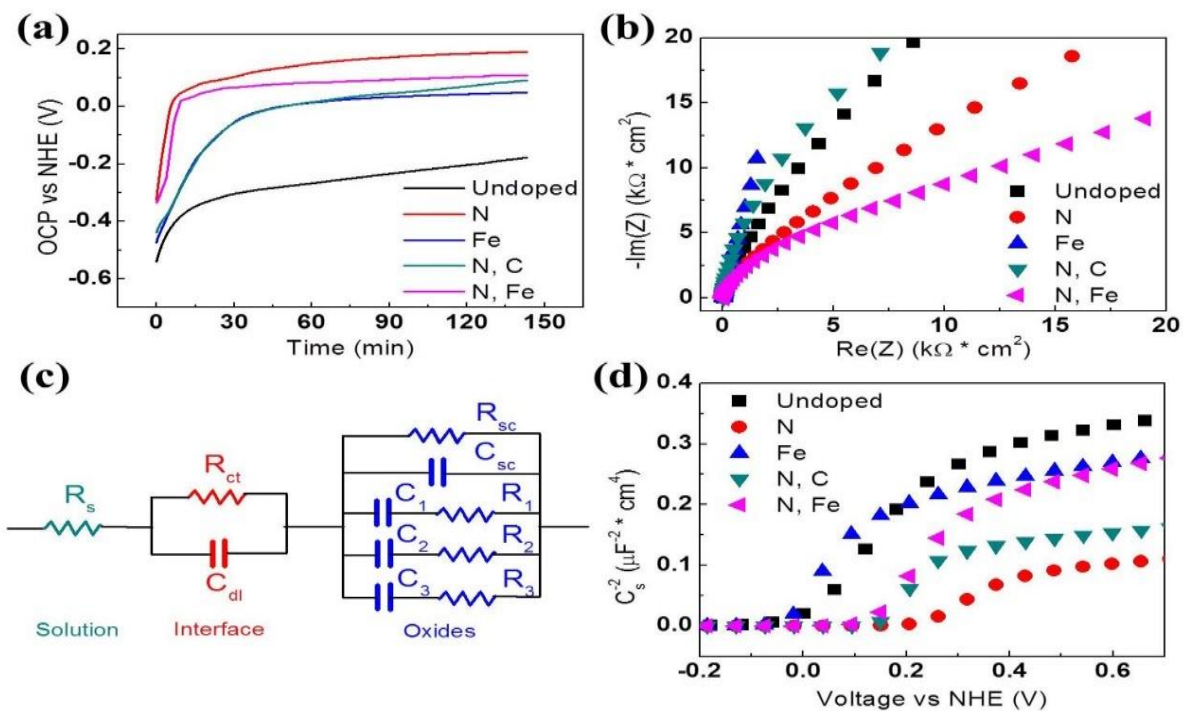 (a)
0.2
0.0
-0.2
-0.4
-0.6
OCP vs NHE (V)
Undoped
N
Fe
N, C
N, Fe
0 30 60 90 120 150
Time (min)
(b)
20
15
10
5
0
-Im(Z) (kΩ * cm²)
Undoped
N
Fe
N, C
N, Fe
0 5 10 15 20
Re(Z) (kΩ * cm²)
(c)
Rs
Rct
Cdl
Rsc
Csc
C1 R1
C2 R2
C3 R3
Solution Interface Oxides
(d)
0.4
0.3
0.2
0.1
0.0
Cs⁻² (μF⁻² * cm⁴)
Undoped
N
Fe
N, C
N, Fe
-0.2 0.0 0.2 0.4 0.6
Voltage vs NHE (V)